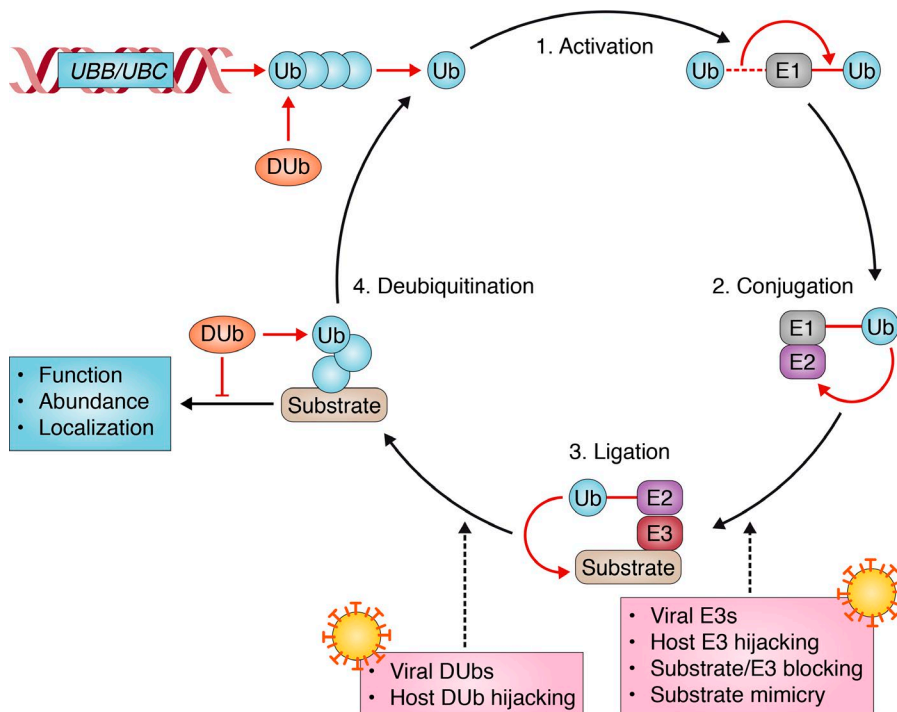 1. Activation
UBB/UBC
Ub
Ub
Ub
E1
Ub
DUb
4. Deubiquitination
2. Conjugation
E1
Ub
E2
DUb
Ub
• Function
• Abundance
• Localization
Substrate
3. Ligation
Ub
E2
E3
Substrate
• Viral E3s
• Host E3 hijacking
• Substrate/E3 blocking
• Substrate mimicry
• Viral DUbs
• Host DUb hijacking